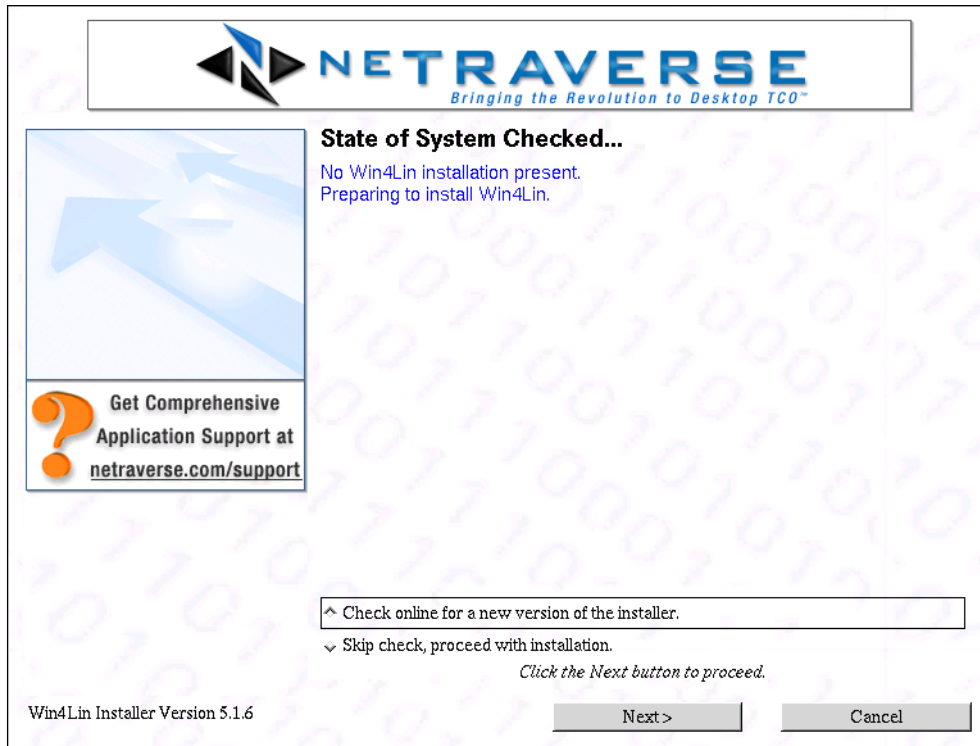 NETRAVERSE
Bringing the Revolution to Desktop TCO™
State of System Checked...
No Win4Lin installation present.
Preparing to install Win4Lin.
Get Comprehensive
Application Support at
netraverse.com/support
Check online for a new version of the installer.
Skip check, proceed with installation.
Click the Next button to proceed.
Win4Lin Installer Version 5.1.6
Next>
Cancel